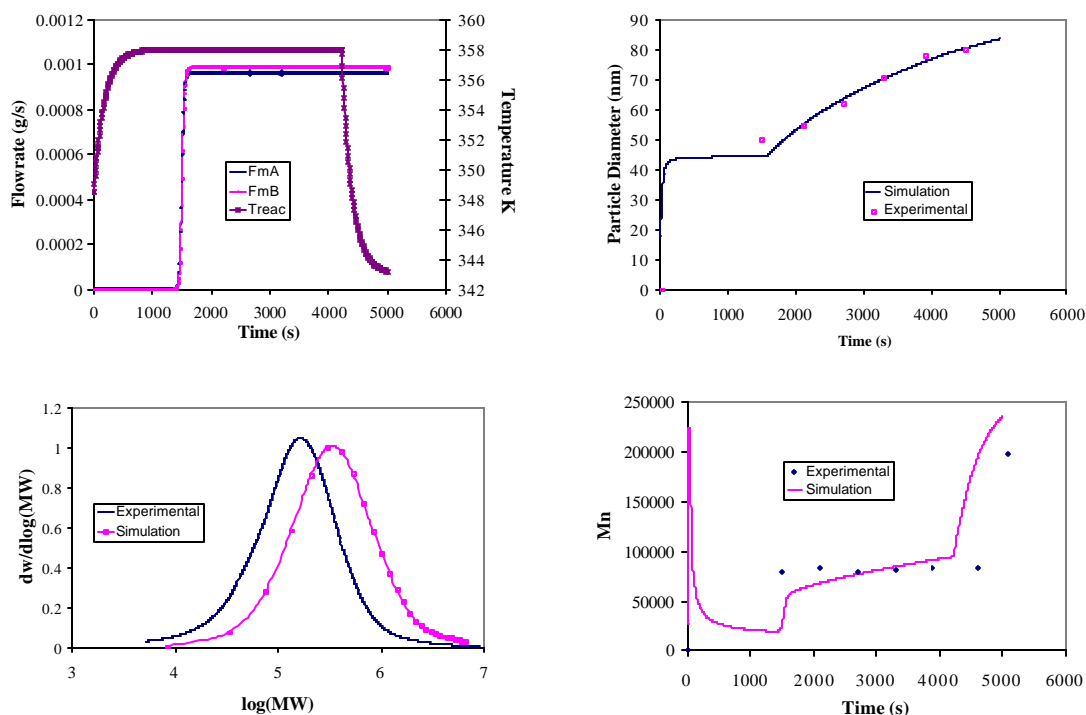 0.0012
0.001
0.0008
0.0006
0.0004
0.0002
0
Flowrate (g/s)
360
358
356
354
352
350
348
346
344
342
Temperature K
FmA
FmB
Treac
0 1000 2000 3000 4000 5000 6000
Time (s)
90
80
70
60
50
40
30
20
10
0
Particle Diameter (nm)
Simulation
Experimental
0 1000 2000 3000 4000 5000 6000
Time (s)
1.2
1
0.8
0.6
0.4
0.2
0
dw/dlog(MW)
Experimental
Simulation
3 4 5 6 7
log(MW)
250000
200000
150000
100000
50000
0
Mn
Experimental
Simulation
0 1000 2000 3000 4000 5000 6000
Time (s)